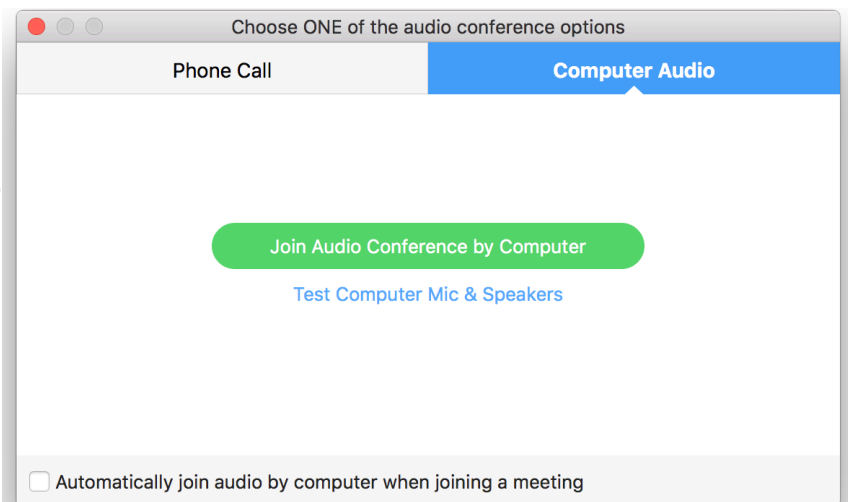 Choose ONE of the audio conference options
Phone Call
Computer Audio
Join Audio Conference by Computer
Test Computer Mic & Speakers
Automatically join audio by computer when joining a meeting